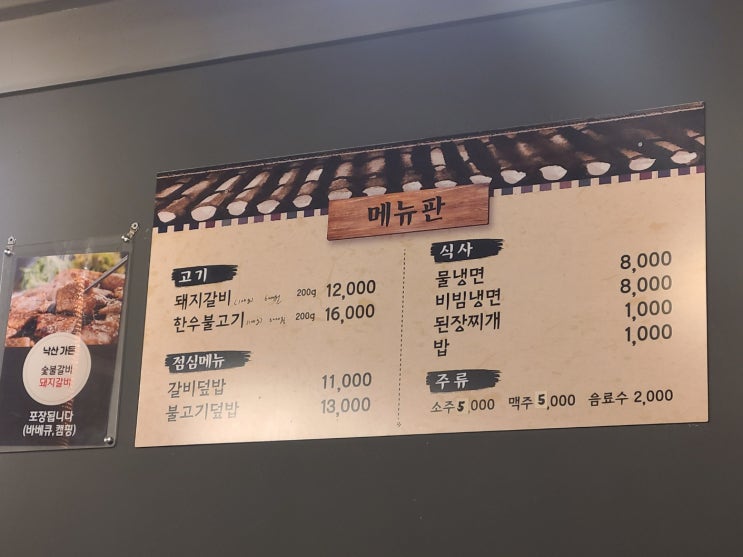 메뉴판
고기
돼지갈비 200g 12,000
한수불고기 200g 16,000
점심메뉴
갈비덮밥 11,000
불고기덮밥 13,000
식사
물냉면 8,000
비빔냉면 8,000
된장찌개 1,000
밥 1,000
주류
소주 5,000 맥주 5,000 음료수 2,000
낙산 가든
숯불갈비
돼지갈비
포장됩니다
(바베큐,캠핑)